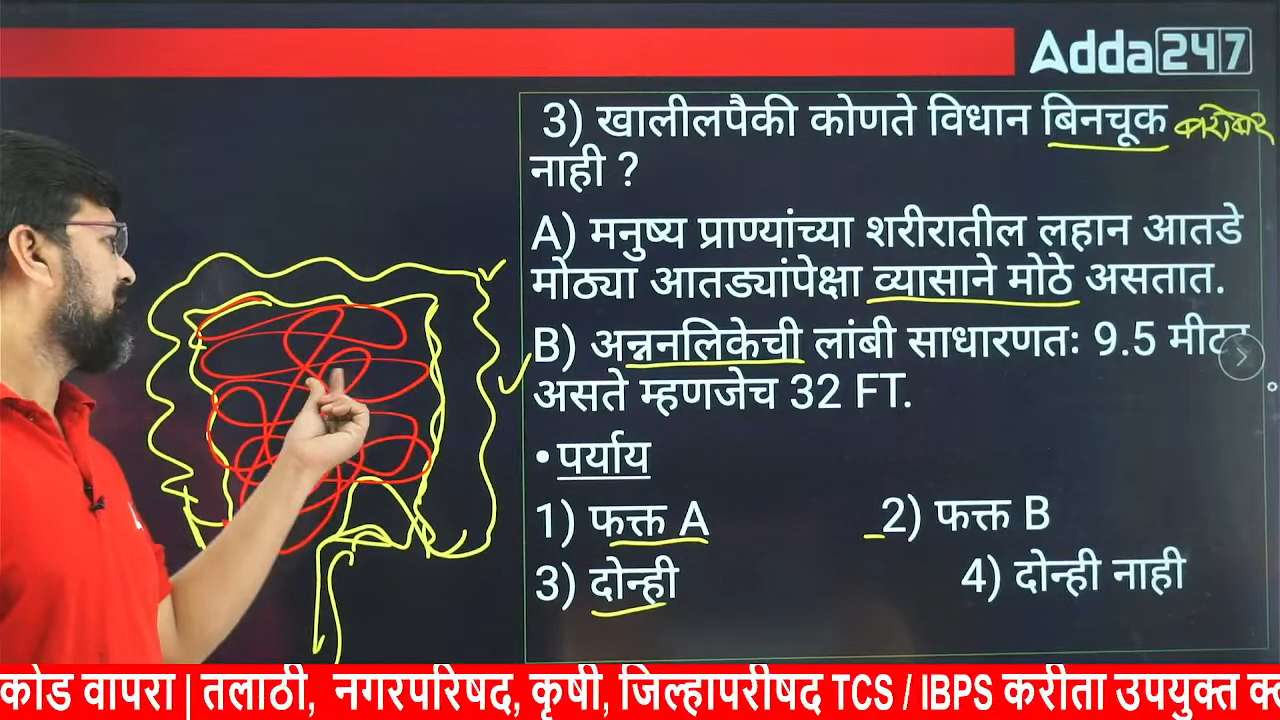 Adda247
3) खालीलपैकी कोणते विधान बिनचूक बरोबर
नाही ?
A) मनुष्य प्राण्यांच्या शरीरातील लहान आतडे
मोठ्या आतड्यांपेक्षा व्यासाने मोठे असतात.
B) अन्ननलिकेची लांबी साधारणतः 9.5 मीटर
असते म्हणजेच 32 FT.
• पर्याय
1) फक्त A 2) फक्त B
3) दोन्ही 4) दोन्ही नाही
कोड वापरा | तलाठी, नगरपरिषद, कृषी, जिल्हापरीषद TCS / IBPS करीता उपयुक्त